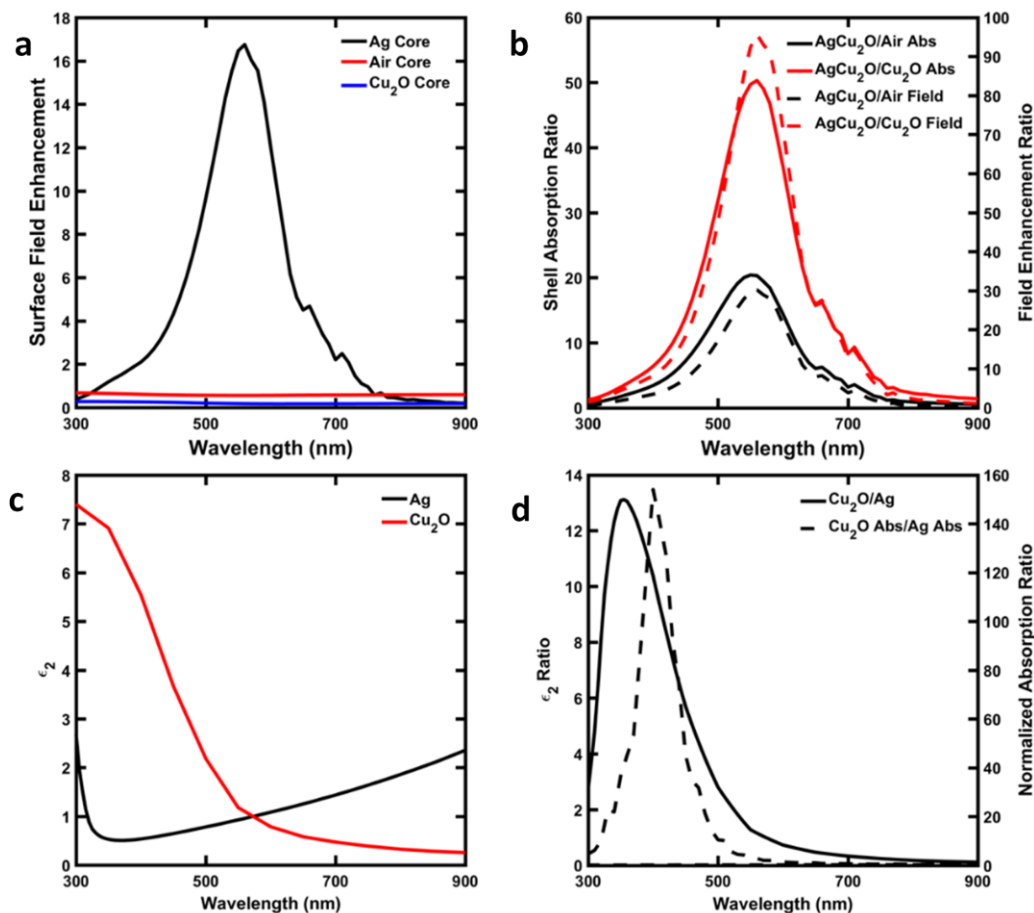 a
18
16
14
12
10
8
6
4
2
0
Surface Field Enhancement
Ag Core
Air Core
Cu₂O Core
300
500
700
900
Wavelength (nm)
b
60
50
40
30
20
10
0
Shell Absorption Ratio
AgCu₂O/Air Abs
AgCu₂O/Cu₂O Abs
AgCu₂O/Air Field
AgCu₂O/Cu₂O Field
100
90
80
70
60
50
40
30
20
10
0
Field Enhancement Ratio
300
500
700
900
Wavelength (nm)
c
8
7
6
5
4
3
2
1
0
ϵ₂
Ag
Cu₂O
300
500
700
900
Wavelength (nm)
d
14
12
10
8
6
4
2
0
ϵ₂ Ratio
Cu₂O/Ag
Cu₂O Abs/Ag Abs
160
140
120
100
80
60
40
20
0
Normalized Absorption Ratio
300
500
700
900
Wavelength (nm)